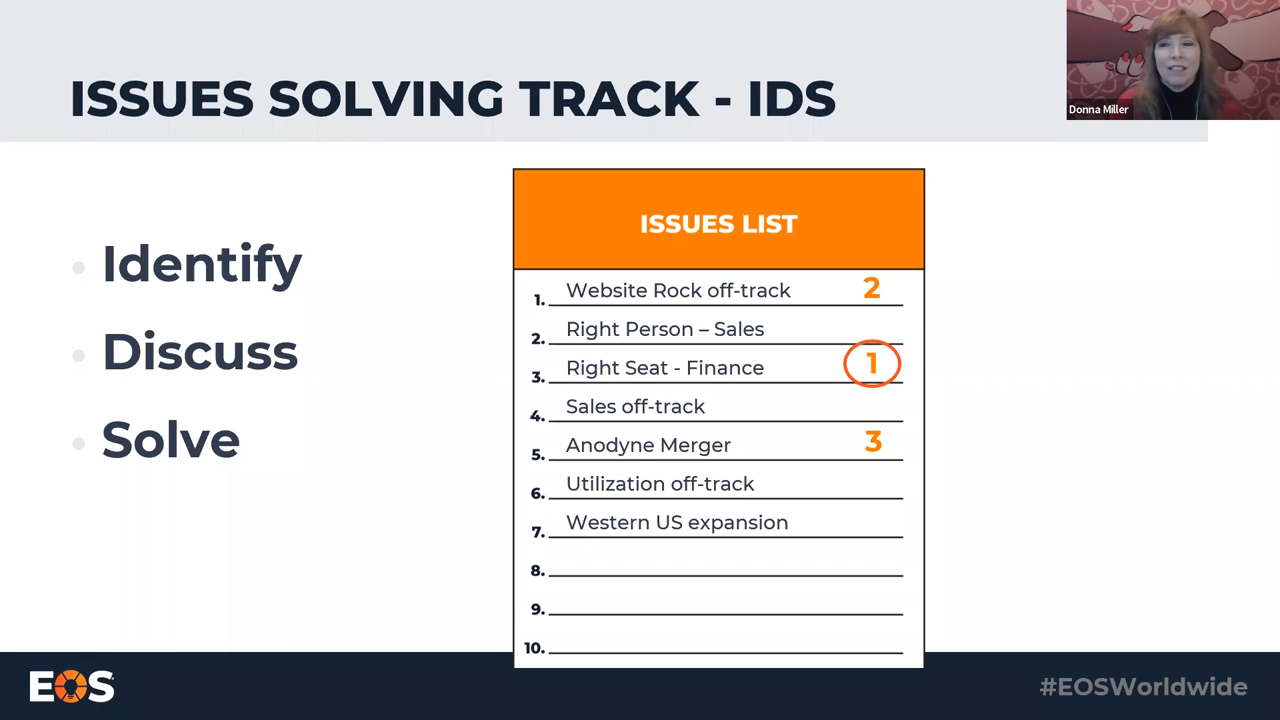 ISSUES SOLVING TRACK - IDS
Donna Miller
Identify
Discuss
Solve
ISSUES LIST
1. Website Rock off-track 2
2. Right Person – Sales
3. Right Seat - Finance 1
4. Sales off-track
5. Anodyne Merger 3
6. Utilization off-track
7. Western US expansion
8.
9.
10.
EOS
#EOSWorldwide